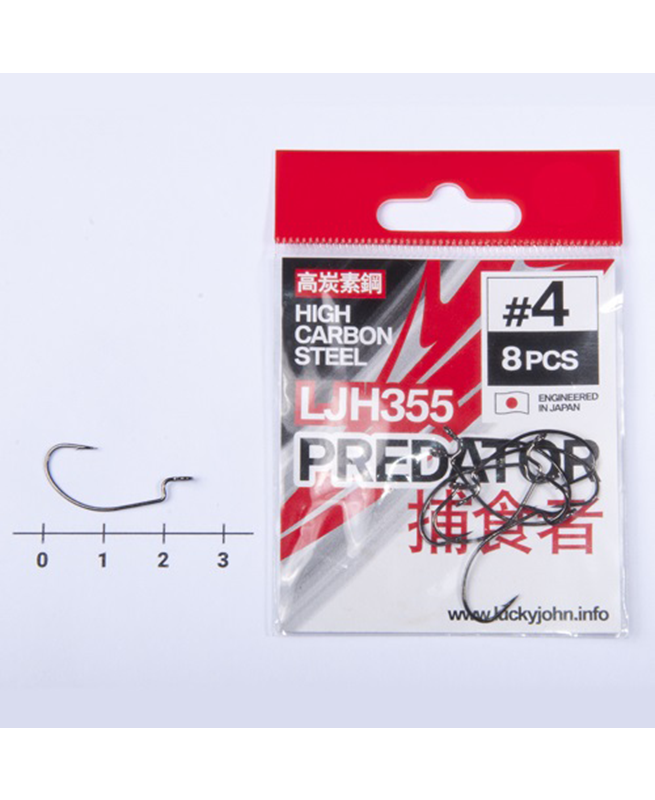 高炭素鋼
HIGH
CARBON
STEEL
#4
8 PCS
ENGINEERED
IN JAPAN
LJH355
PREDATOR
捕食者
www.luckyjohn.info
0 1 2 3